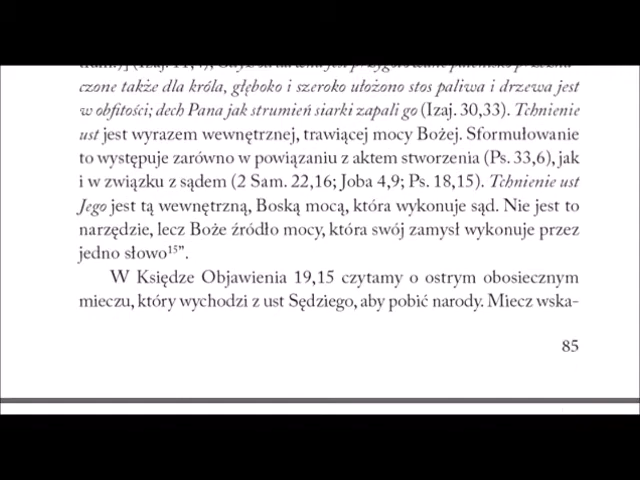 czone także dla króla, głęboko i szeroko ułożono stos paliwa i drzewa jest
w obfitości; dech Pana jak strumień siarki zapali go (Izaj. 30,33). Tchnienie
ust jest wyrazem wewnętrznej, trawiącej mocy Bożej. Sformułowanie
to występuje zarówno w powiązaniu z aktem stworzenia (Ps. 33,6), jak
i w związku z sądem (2 Sam. 22,16; Joba 4,9; Ps. 18,15). Tchnienie ust
Jego jest tą wewnętrzną, Boską mocą, która wykonuje sąd. Nie jest to
narzędzie, lecz Boże źródło mocy, która swój zamysł wykonuje przez
jedno słowo¹⁵”.
W Księdze Objawienia 19,15 czytamy o ostrym obosiecznym
mieczu, który wychodzi z ust Sędziego, aby pobić narody. Miecz wska-
85